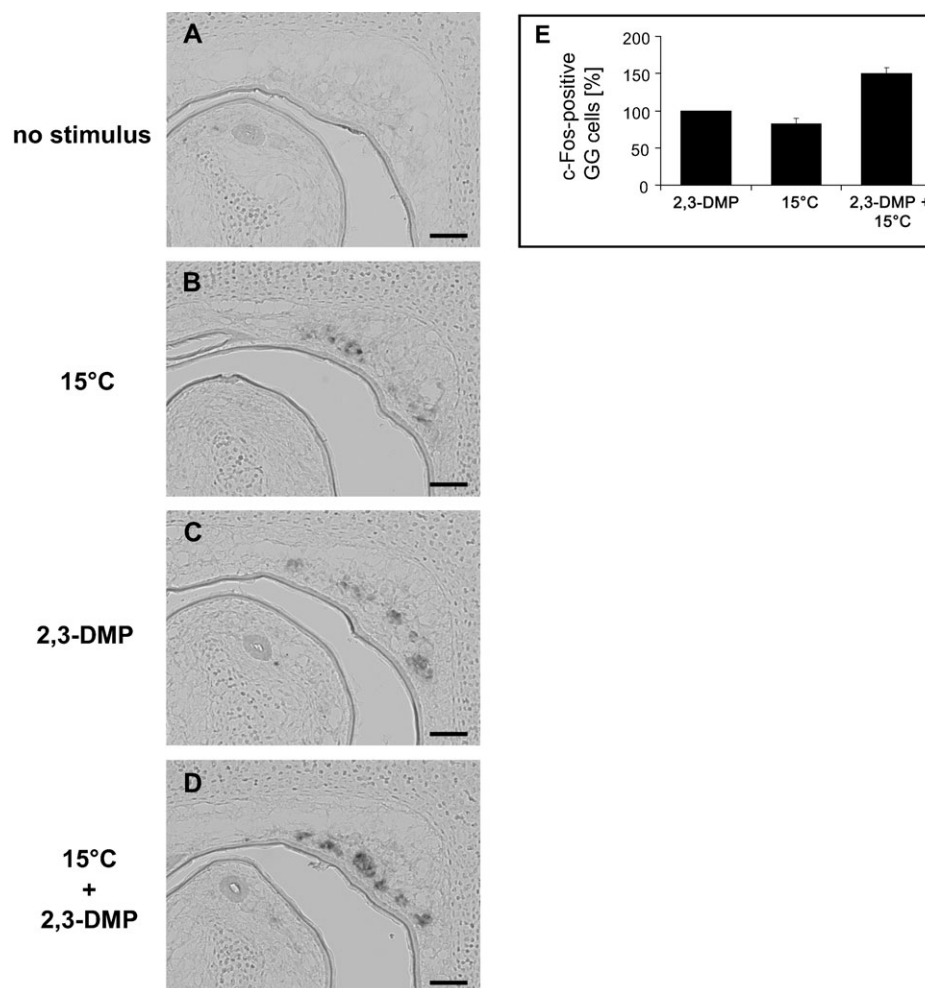 A
no stimulus
B
15°C
C
2,3-DMP
D
15°C
+
2,3-DMP
E
c-Fos-positive
GG cells [%]
200
150
100
50
0
2,3-DMP
15°C
2,3-DMP +
15°C